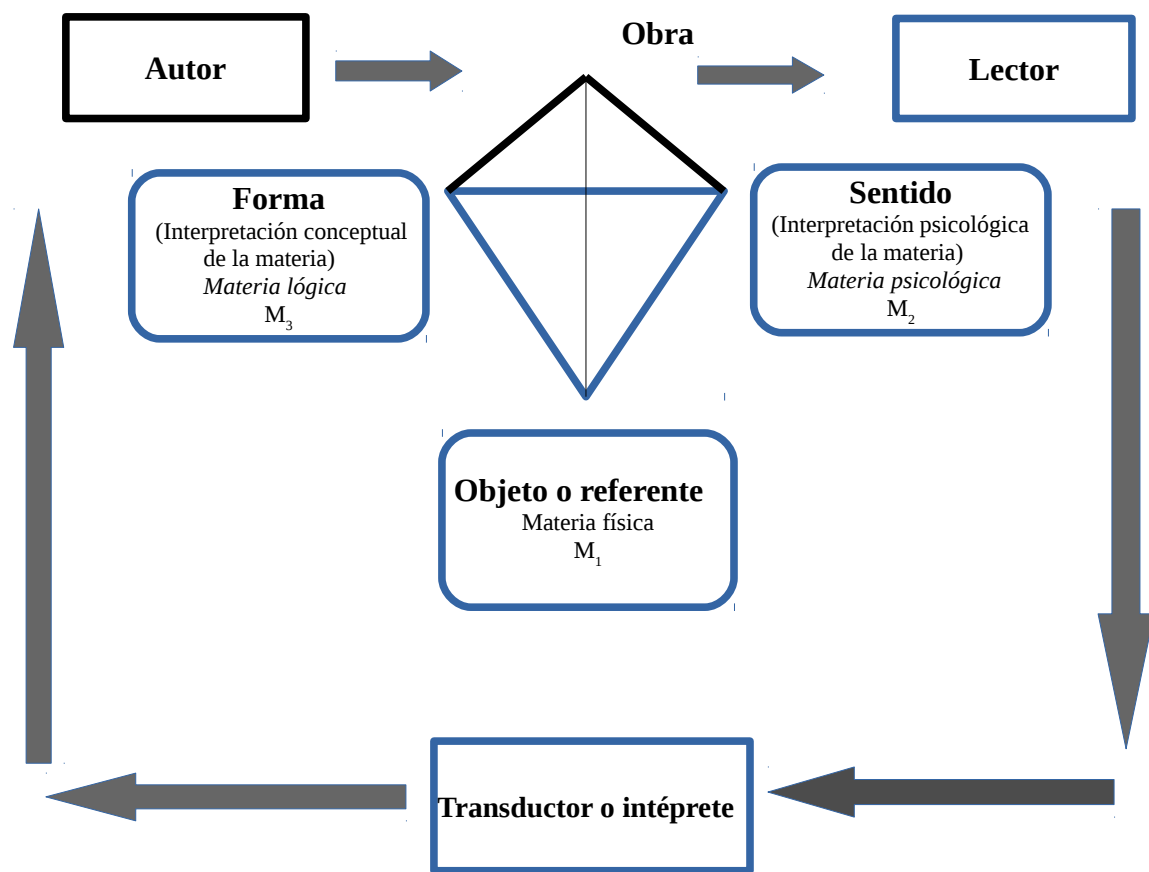 Autor
Obra
Lector
Forma
(Interpretación conceptual
de la materia)
Materia lógica
M₃
Sentido
(Interpretación psicológica
de la materia)
Materia psicológica
M₂
Objeto o referente
Materia física
M₁
Transductor o intéprete